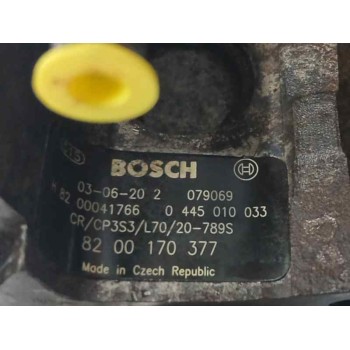 BOSCH
03-06-20 2 079069
H 82 00041766 0 445 010 033
CR/CP3S3/L70/20-789S
82 00 170 377
Made in Czech Republic